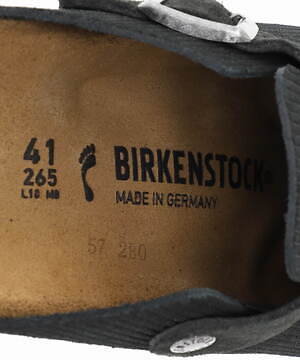 41
265
L10 M8
BIRKENSTOCK
MADE IN GERMANY
57 280